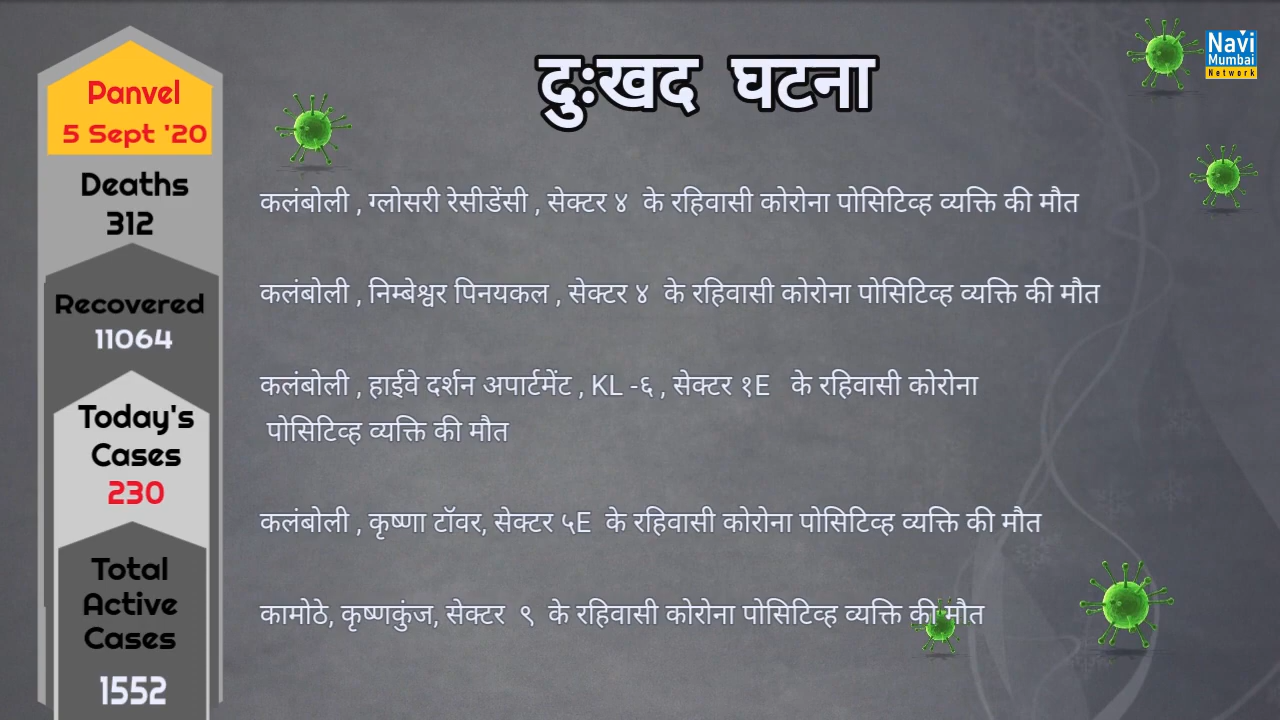 Panvel
5 Sept '20
Deaths
312
Recovered
11064
Today's
Cases
230
Total
Active
Cases
1552
दुःखद घटना
कलंबोली , ग्लोसरी रेसीडेंसी , सेक्टर ४ के रहिवासी कोरोना पोसिटिव्ह व्यक्ति की मौत
कलंबोली , निम्बेश्वर पिनयकल , सेक्टर ४ के रहिवासी कोरोना पोसिटिव्ह व्यक्ति की मौत
कलंबोली , हाईवे दर्शन अपार्टमेंट , KL -६ , सेक्टर १E के रहिवासी कोरोना
पोसिटिव्ह व्यक्ति की मौत
कलंबोली , कृष्णा टॉवर, सेक्टर ५E के रहिवासी कोरोना पोसिटिव्ह व्यक्ति की मौत
कामोठे, कृष्णकुंज, सेक्टर ९ के रहिवासी कोरोना पोसिटिव्ह व्यक्ति की मौत
Navi
Mumbai
Network